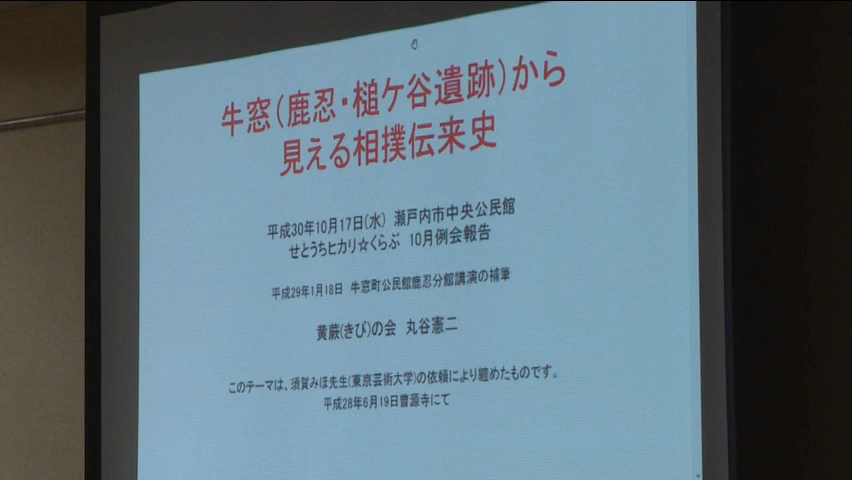 牛窓(鹿忍・槌ケ谷遺跡)から
見える相撲伝来史
平成30年10月17日(水) 瀬戸内市中央公民館
せとうちヒカリ☆くらぶ 10月例会報告
平成29年1月18日 牛窓町公民館鹿忍分館講演の補筆
黄蕨(きび)の会 丸谷憲二
このテーマは、須賀みほ先生(東京芸術大学)の依頼により纏めたものです。
平成28年6月19日曹源寺にて